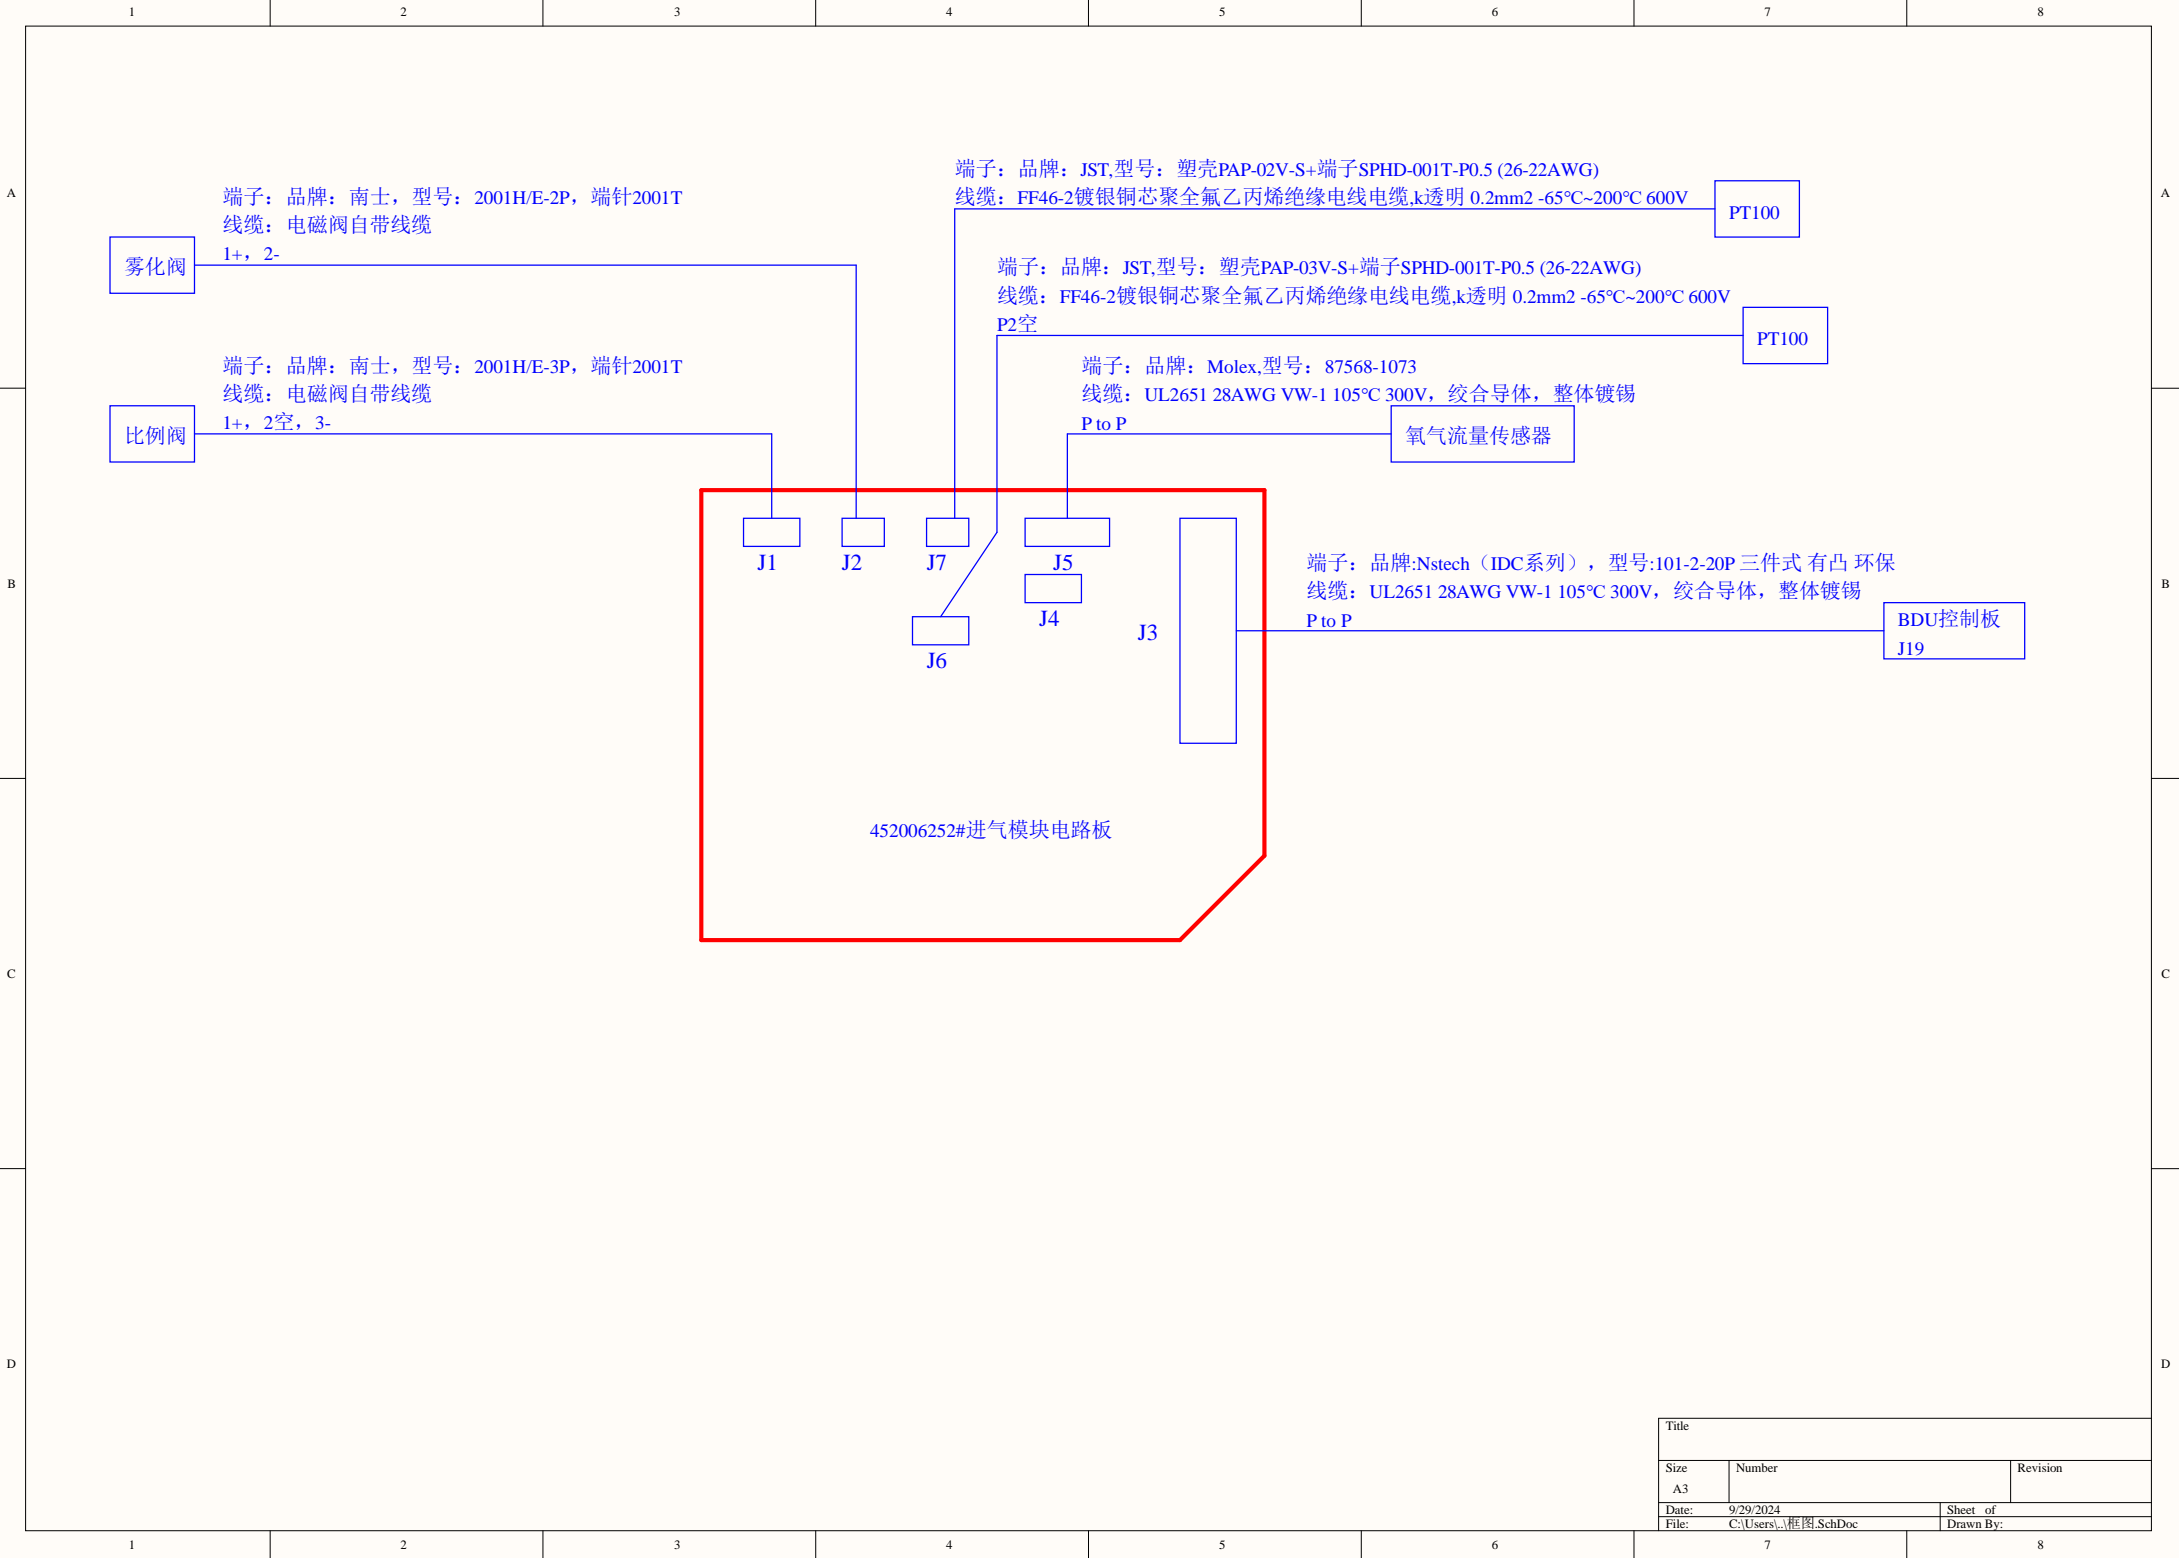 1 2 3 4 5 6 7 8
A A
端子：品牌：JST,型号：塑壳PAP-02V-S+端子SPHD-001T-P0.5 (26-22AWG)
线缆：FF46-2镀银铜芯聚全氟乙丙烯绝缘电线电缆,k透明 0.2mm2 -65℃~200℃ 600V
PT100
端子：品牌：南士，型号：2001H/E-2P，端针2001T
线缆：电磁阀自带线缆
1+，2-
雾化阀
端子：品牌：JST,型号：塑壳PAP-03V-S+端子SPHD-001T-P0.5 (26-22AWG)
线缆：FF46-2镀银铜芯聚全氟乙丙烯绝缘电线电缆,k透明 0.2mm2 -65℃~200℃ 600V
P2空
PT100
端子：品牌：南士，型号：2001H/E-3P，端针2001T
线缆：电磁阀自带线缆
1+，2空，3-
比例阀
端子：品牌：Molex,型号：87568-1073
线缆：UL2651 28AWG VW-1 105℃ 300V，绞合导体，整体镀锡
P to P
氧气流量传感器
J1 J2 J7 J5
J4
J3
J6
B B
端子：品牌:Nstech（IDC系列），型号:101-2-20P 三件式 有凸 环保
线缆：UL2651 28AWG VW-1 105℃ 300V，绞合导体，整体镀锡
P to P
BDU控制板
J19
452006252#进气模块电路板
C C
D D
Title
Size Number Revision
A3
Date: 9/29/2024 Sheet of
File: C:\Users\..\框图.SchDoc Drawn By:
1 2 3 4 5 6 7 8